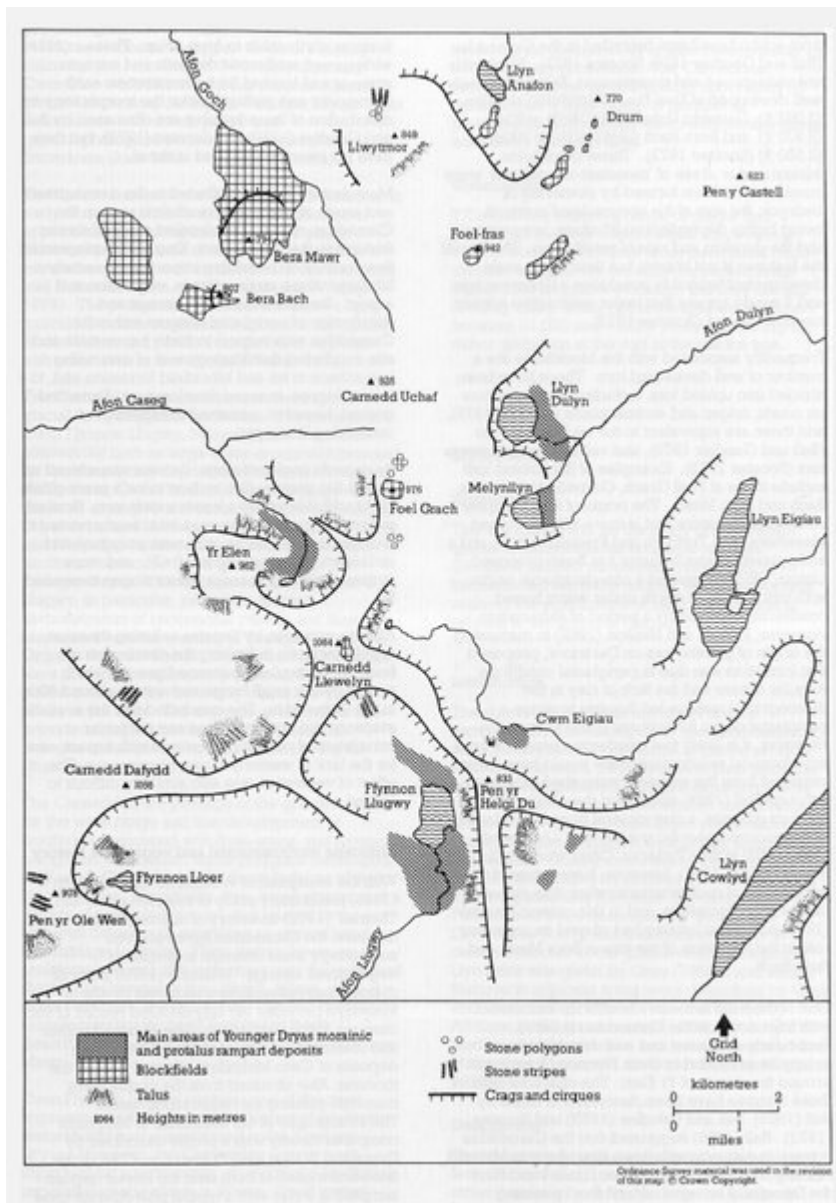 Afon Goch
Llyn
Anafon
770
Drum
849
Llwytmor
623
Pen y Castell
Foel-fras
942
Bera Mawr
807
Bera Bach
Afon Dulyn
926
Carnedd Uchaf
Llyn
Dulyn
Afon Caseg
976
Foel Grach
Melynllyn
Llyn Eigiau
Yr Elen
962
1064
Carnedd
Llewelyn
Cwm Eigiau
Carnedd Dafydd
Ffynnon
Llugwy
833
Pen yr
Helgi Du
Llyn
Cowlyd
Ffynnon Lloer
Pen yr Ole Wen
Afon Llugwy
Main areas of Younger Dryas morainic
and protalus rampart deposits
Blockfields
Talus
1064 Heights in metres
Stone polygons
Stone stripes
Crags and cirques
Grid
North
kilometres
0 1 2
0 1
miles
Ordnance Survey material was used in the revision
of this map: © Crown Copyright.